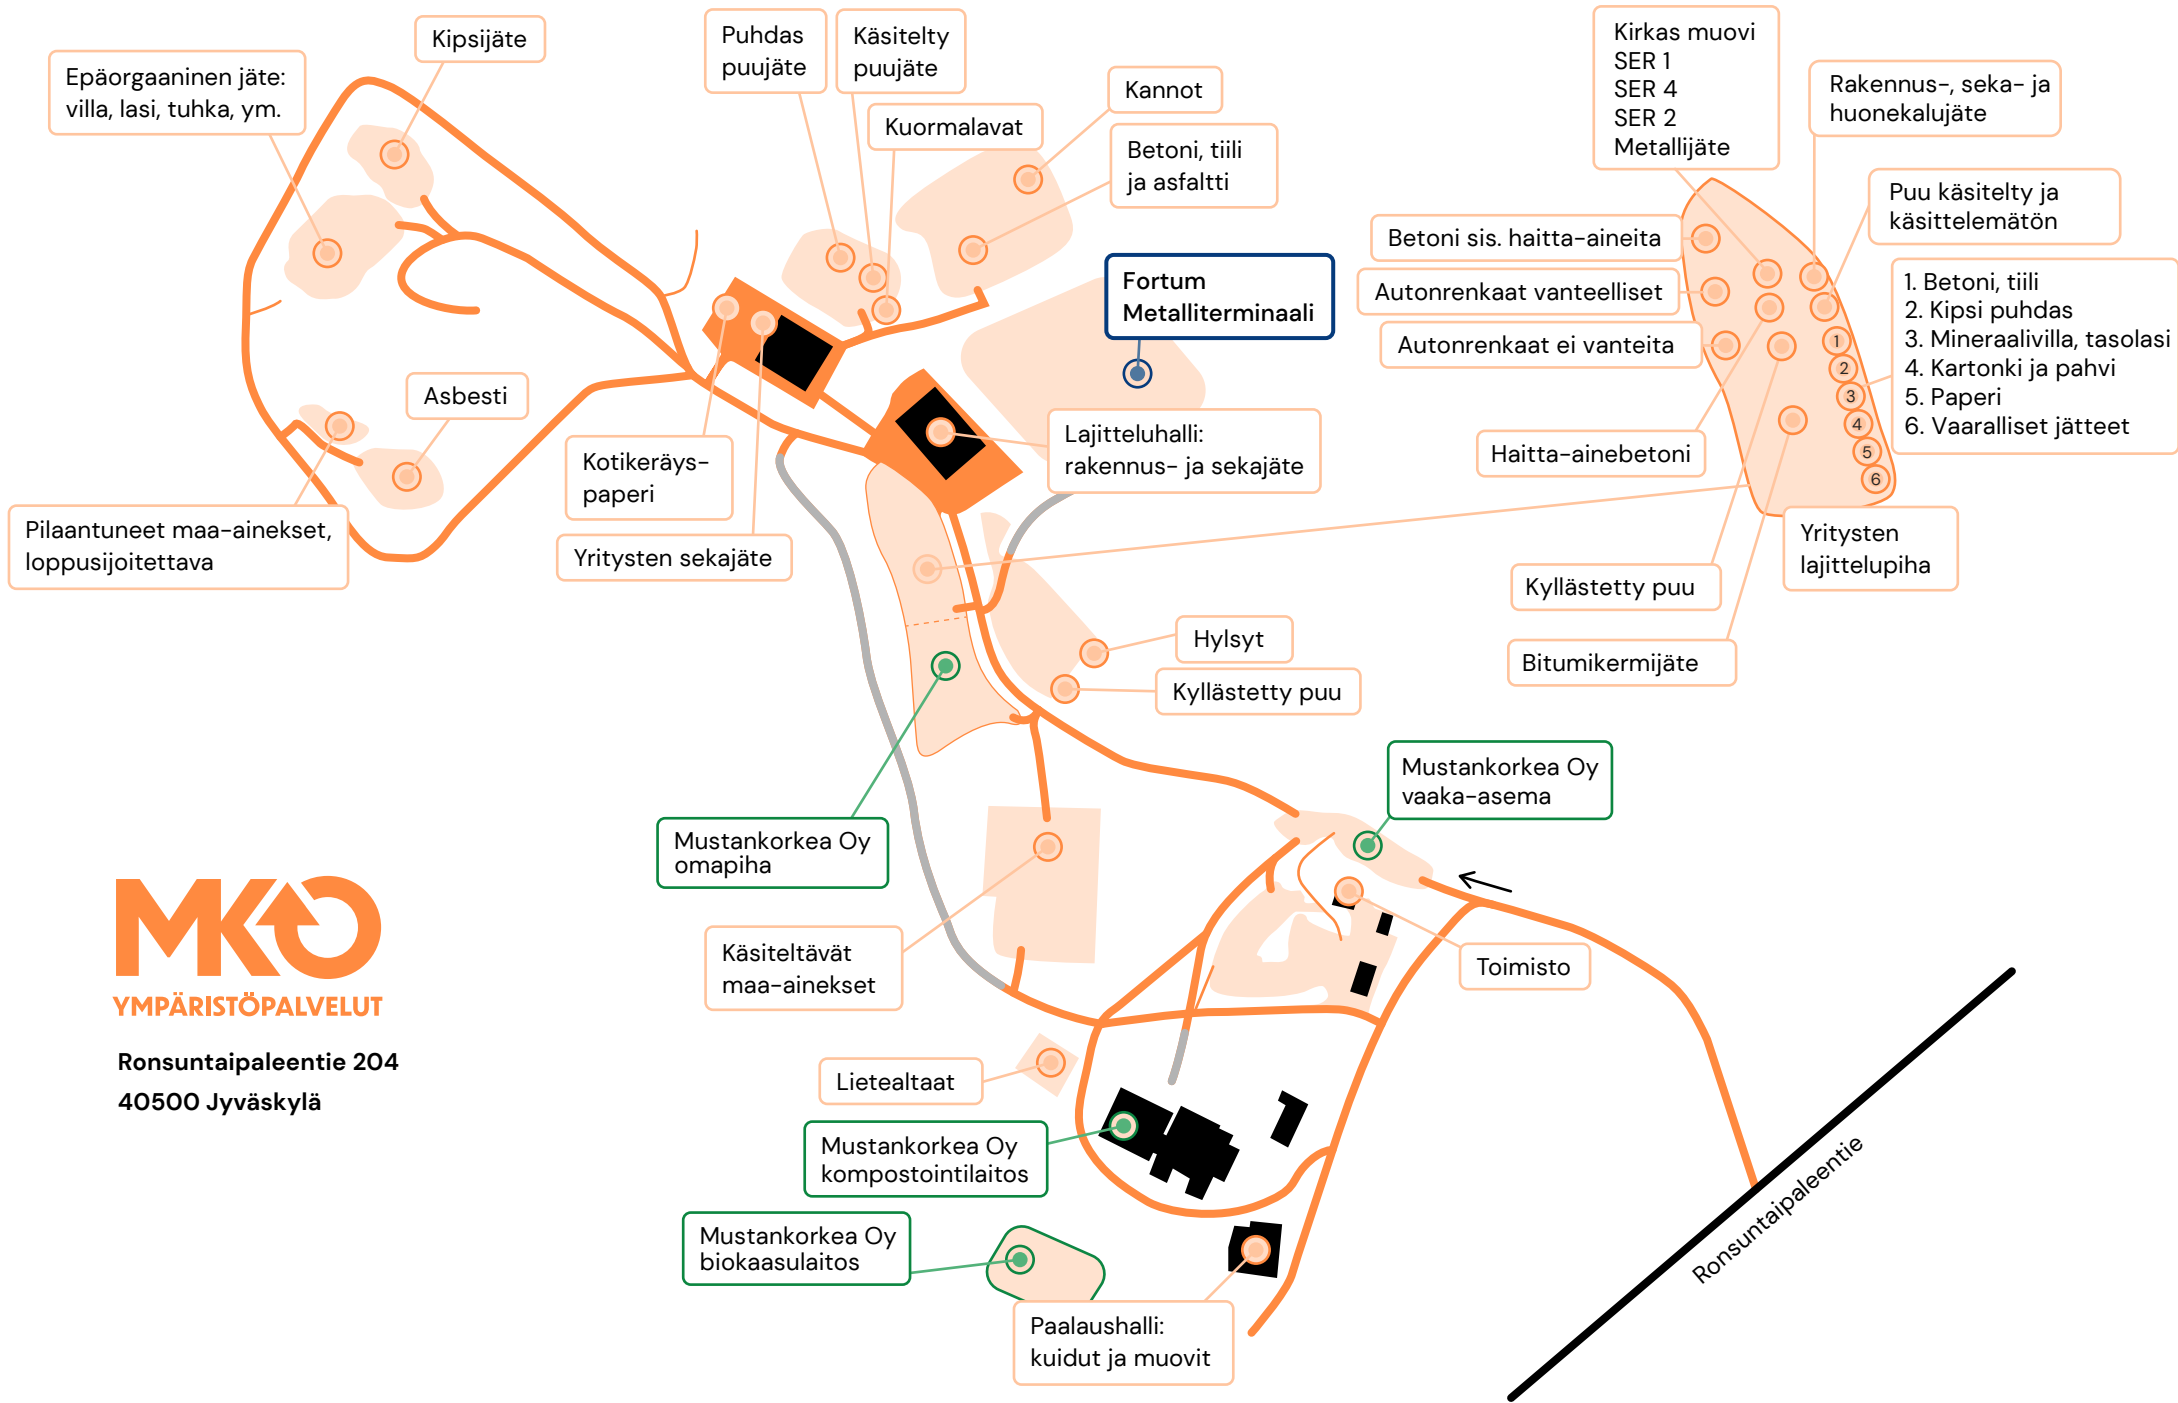 Epäorgaaninen jäte:
villa, lasi, tuhka, ym.
Kipsijäte
Puhdas
puujäte
Käsitelty
puujäte
Kuormalavat
Kannot
Betoni, tiili
ja asfaltti
Fortum
Metalliterminaali
Kirkas muovi
SER 1
SER 4
SER 2
Metallijäte
Rakennus-, seka- ja
huonekalujäte
Puu käsitelty ja
käsittelemätön
Betoni sis. haitta-aineita
Autonrenkaat vanteelliset
Autonrenkaat ei vanteita
1. Betoni, tiili
2. Kipsi puhdas
3. Mineraalivilla, tasolasi
4. Kartonki ja pahvi
5. Paperi
6. Vaaralliset jätteet
1
2
3
4
5
6
Haitta-ainebetoni
Yritysten
lajittelupiha
Kyllästetty puu
Bitumikermijäte
Asbesti
Pilaantuneet maa-ainekset,
loppusijoitettava
Kotikeräys-
paperi
Yritysten sekajäte
Lajitteluhalli:
rakennus- ja sekajäte
Hylsyt
Kyllästetty puu
Mustankorkea Oy
vaaka-asema
Mustankorkea Oy
omapiha
Käsiteltävät
maa-ainekset
Toimisto
Lietealtaat
Mustankorkea Oy
kompostointilaitos
Mustankorkea Oy
biokaasulaitos
Paalaushalli:
kuidut ja muovit
Ronsuntaipaleentie
MKO
YMPÄRISTÖPALVELUT
Ronsuntaipaleentie 204
40500 Jyväskylä